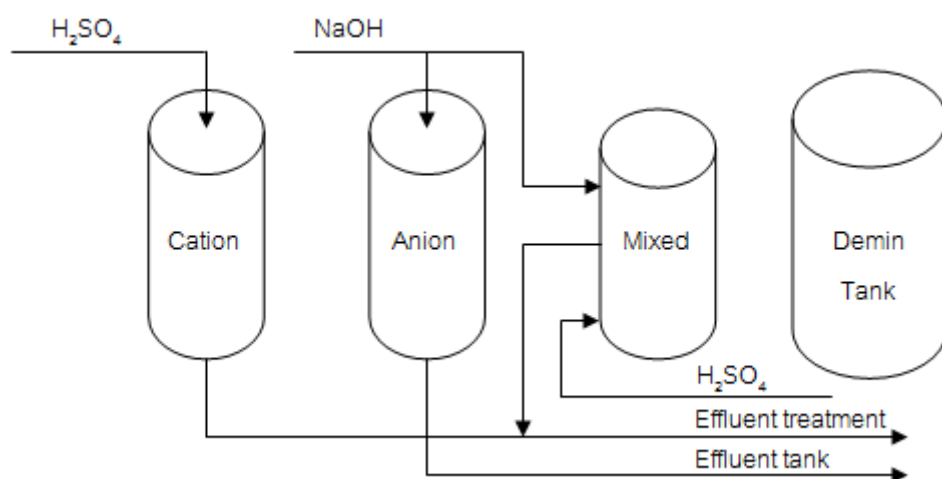 H₂SO₄
NaOH
Cation
Anion
Mixed
Demin
Tank
H₂SO₄
Effluent treatment
Effluent tank